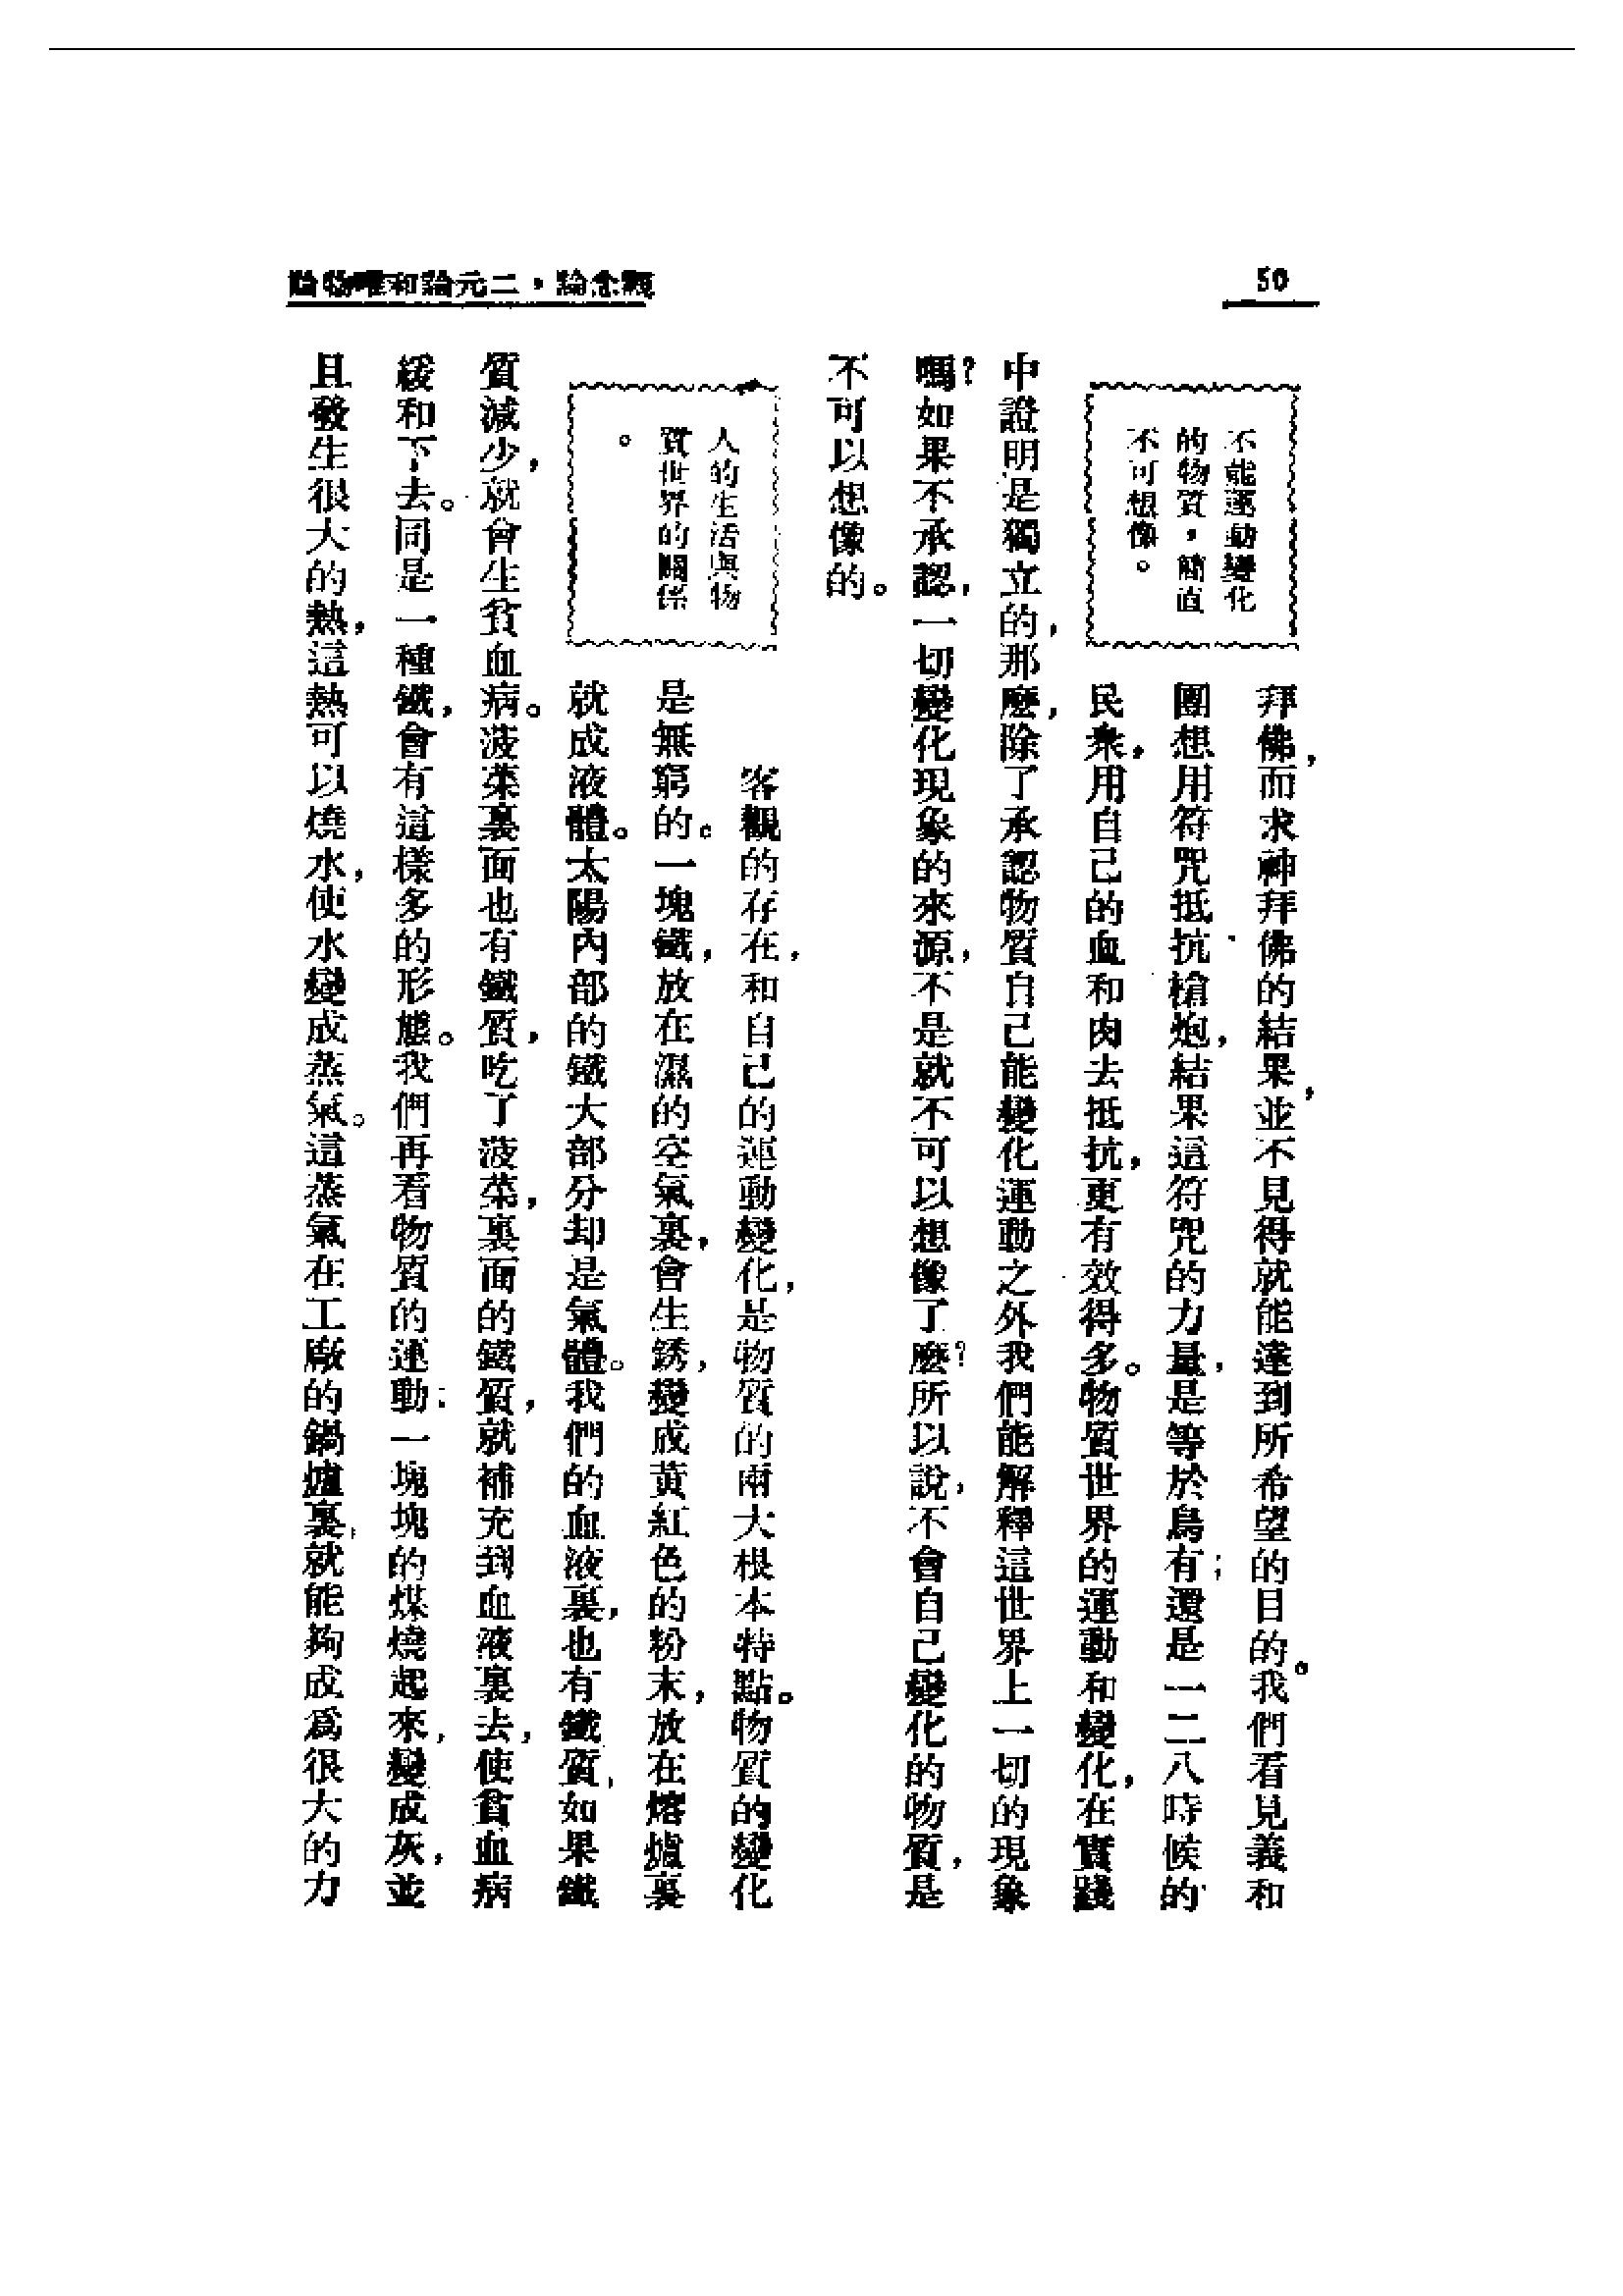 50
觀念論，二元論和唯物論
不能運動變化
的物質，簡直
不可想像。
拜佛，而求神拜佛的結果，並不見得就能達到所希望的目的。我們看見義和
團想用符咒抵抗槍炮，結果這符咒的力量，是等於烏有；還是一二八時候的
民衆，用自己的血和肉去抵抗，更有效得多。物質世界的運動和變化，在實踐
中證明是獨立的，那麼，除了承認物質自己能變化運動之外我們能解釋這世界上一切的現象
嗎？如果不承認，一切變化現象的來源，不是就不可以想像了麼？所以說，不會自己變化的物質，是
不可以想像的。
人的生活與物
質世界的關係
。
客觀的存在，和自己的運動變化，是物質的兩大根本特點。物質的變化
是無窮的。一塊鐵，放在濕的空氣裏，會生銹，變成黃紅色的粉末，放在熔爐裏
就成液體。太陽內部的鐵大部分却是氣體。我們的血液裏，也有鐵質，如果鐵
質減少，就會生貧血病。菠菜裏面也有鐵質，吃了菠菜，裏面的鐵質，就補充到血液裏去，使貧血病
緩和下去。同是一種鐵，會有這樣多的形態。我們再看物質的運動：一塊塊的煤燒起來，變成灰，並
且發生很大的熱，這熱可以燒水，使水變成蒸氣。這蒸氣在工廠的鍋爐裏，就能夠成爲很大的力